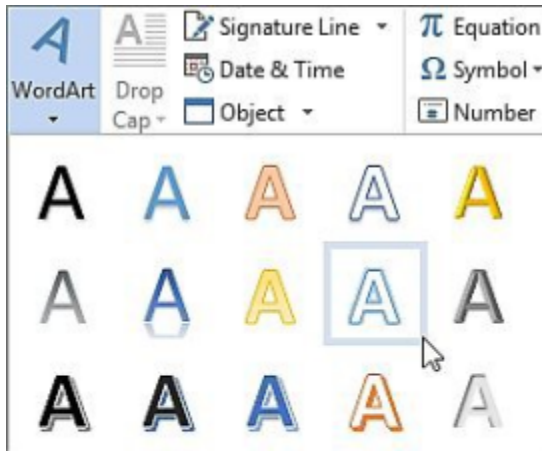 WordArt
Drop
Cap
Signature Line
Date & Time
Object
π Equation
Ω Symbol
Number
A A A A A
A A A A A
A A A A A